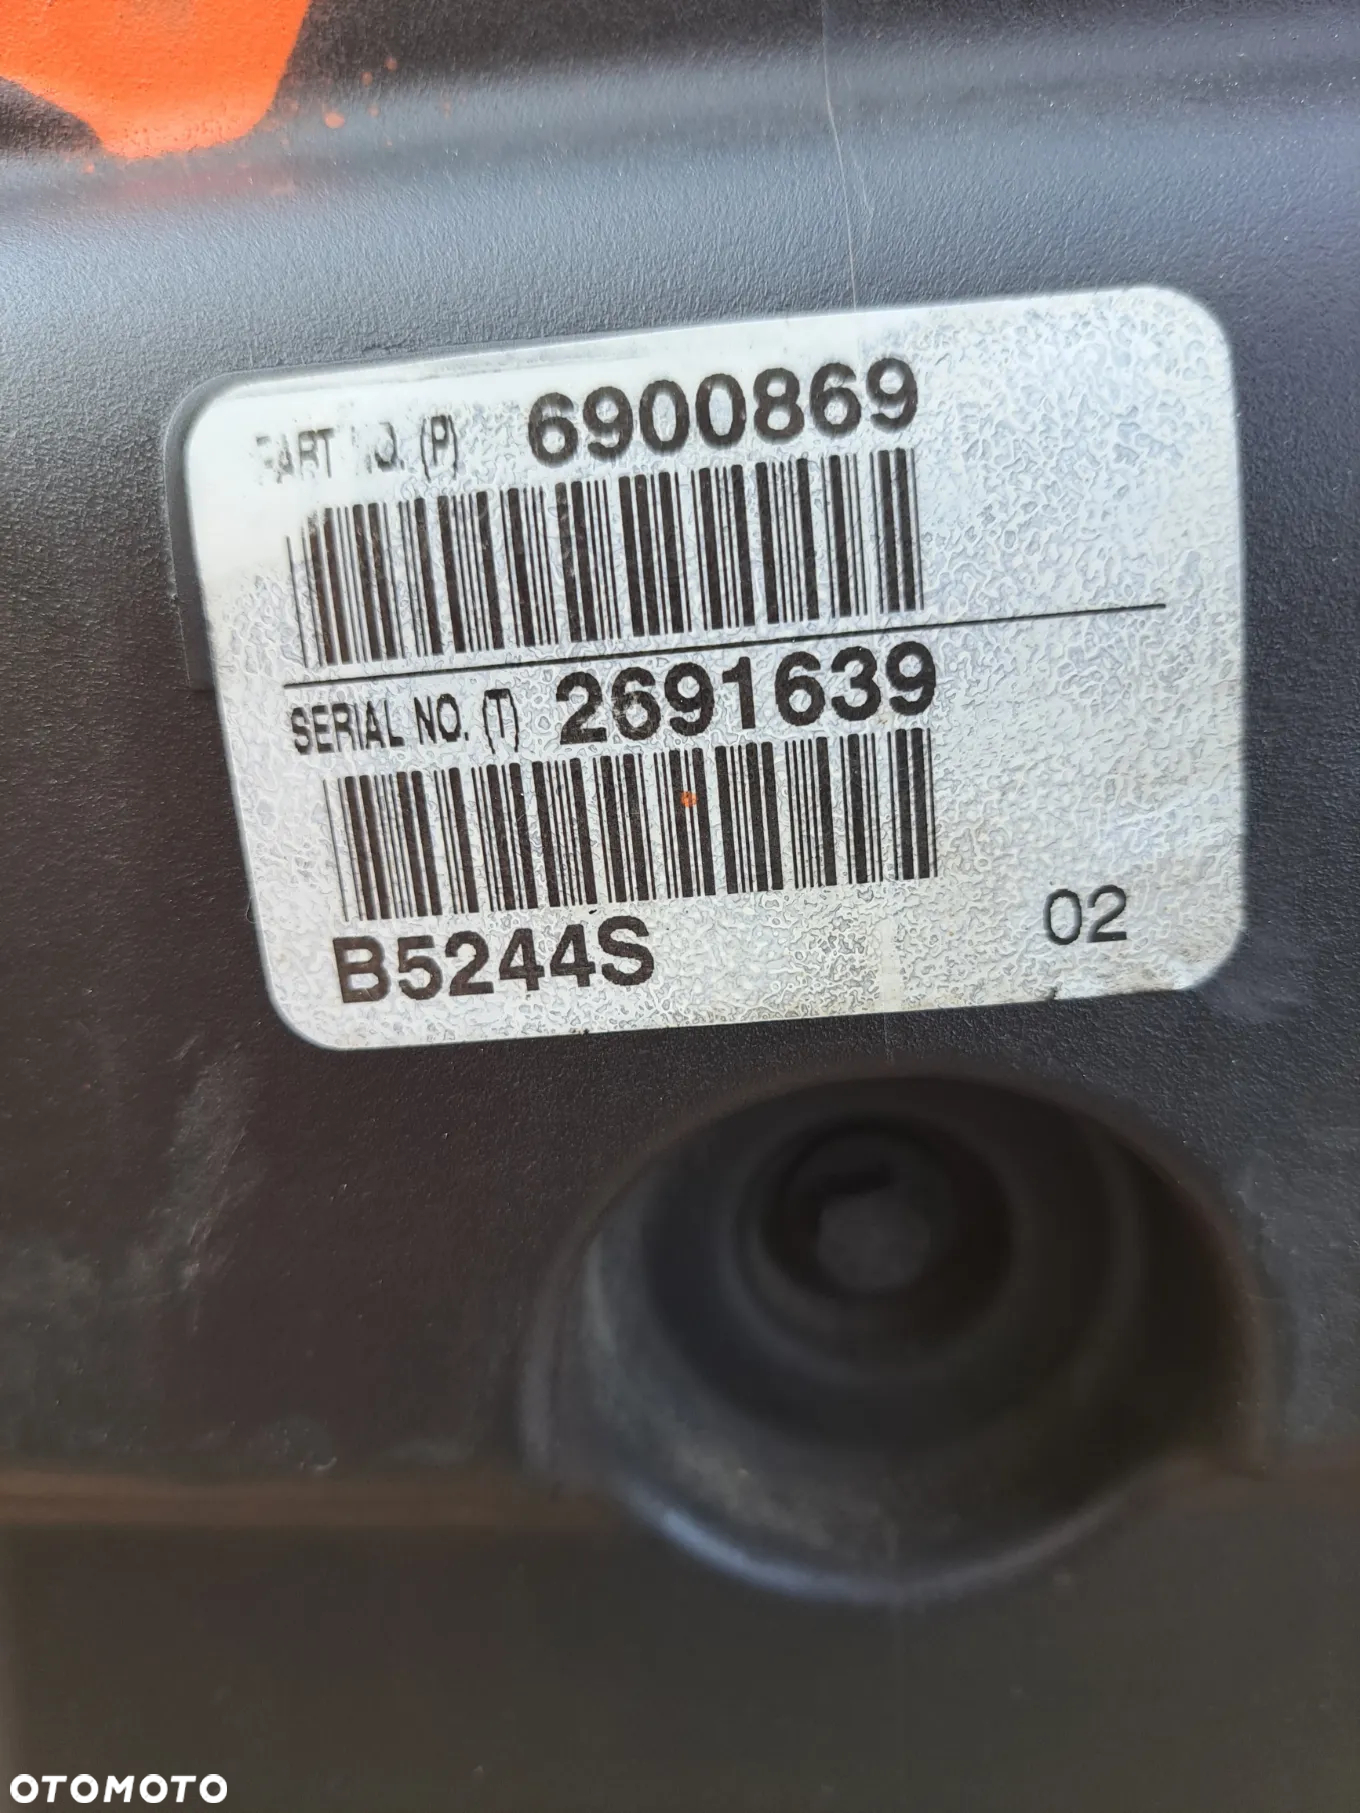 PART NO. (P) 6900869
SERIAL NO. (T) 2691639
B5244S 02
OTOMOTO